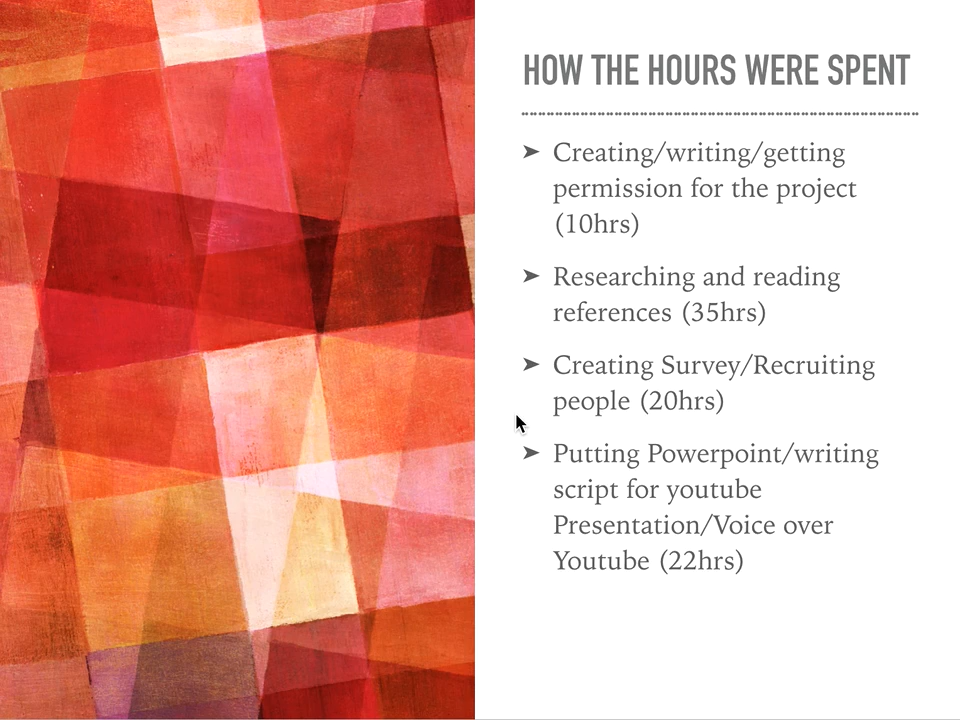 HOW THE HOURS WERE SPENT
➤ Creating/writing/getting
permission for the project
(10hrs)
➤ Researching and reading
references (35hrs)
➤ Creating Survey/Recruiting
people (20hrs)
➤ Putting Powerpoint/writing
script for youtube
Presentation/Voice over
Youtube (22hrs)